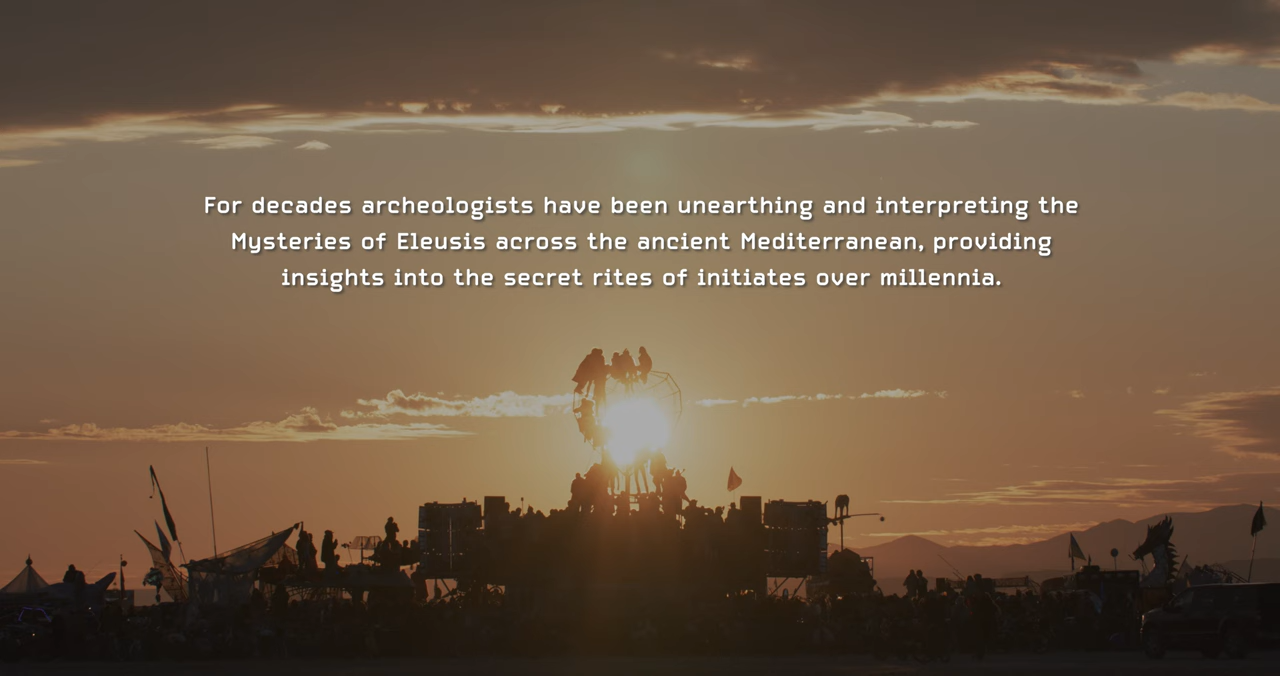 For decades archeologists have been unearthing and interpreting the
Mysteries of Eleusis across the ancient Mediterranean, providing
insights into the secret rites of initiates over millennia.